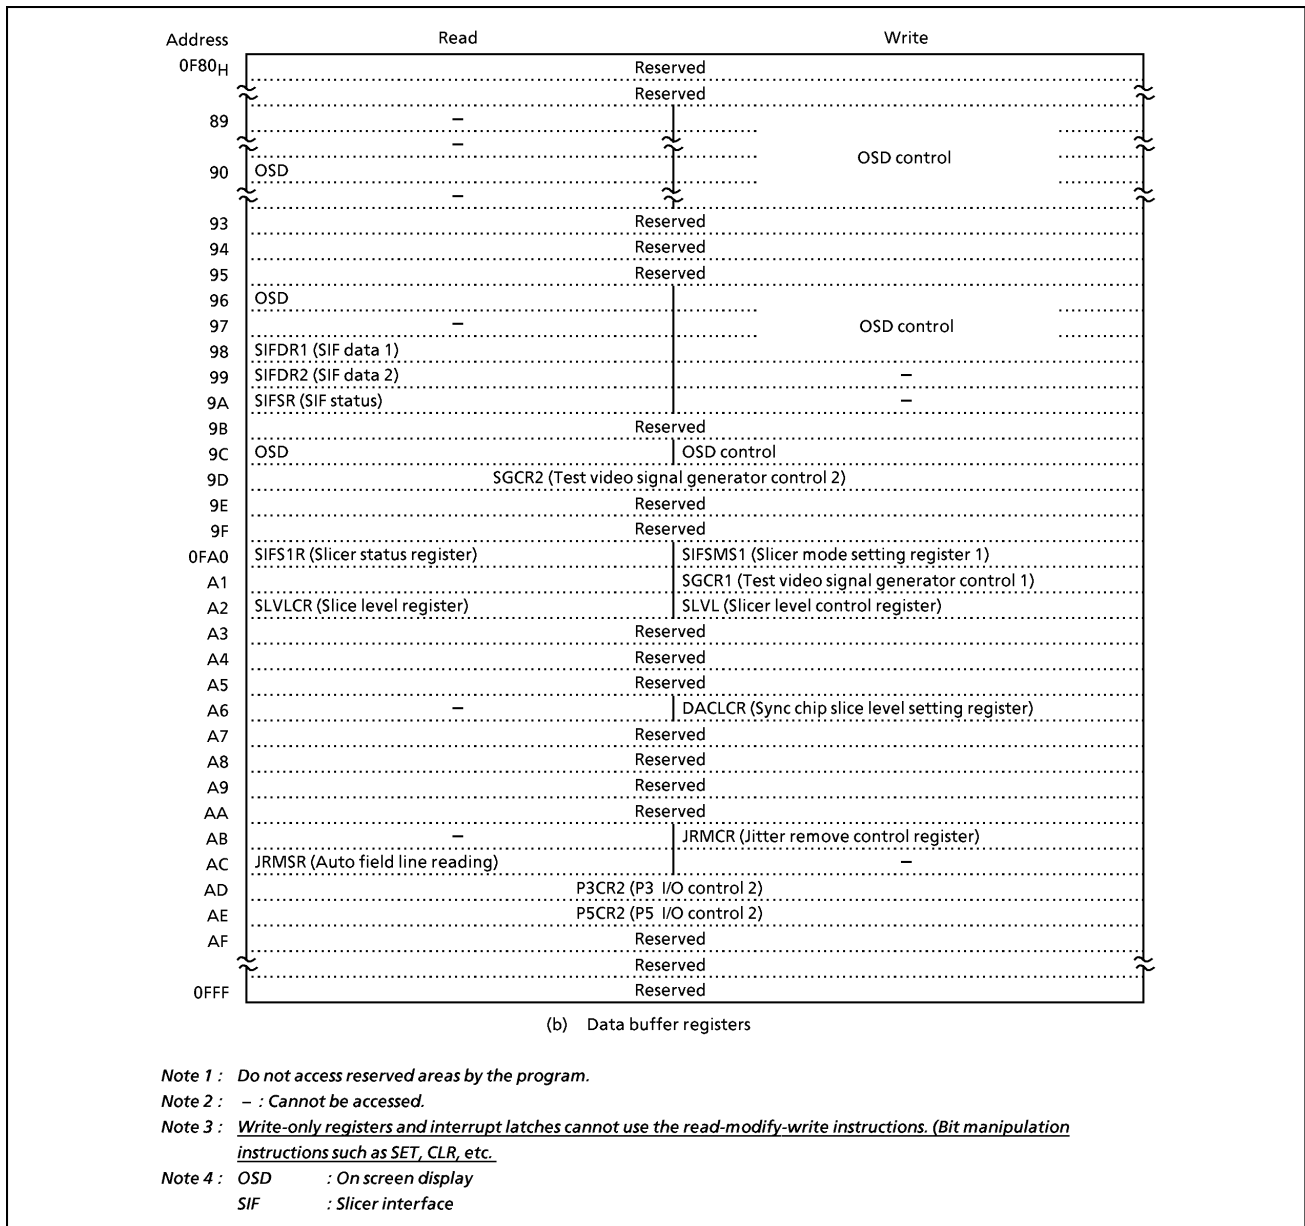 Address Read Write
0F80H Reserved
Reserved
89 –
– OSD control
90 OSD
–
93 Reserved
94 Reserved
95 Reserved
96 OSD
97 – OSD control
98 SIFDR1 (SIF data 1)
99 SIFDR2 (SIF data 2) –
9A SIFSR (SIF status) –
9B Reserved
9C OSD OSD control
9D SGCR2 (Test video signal generator control 2)
9E Reserved
9F Reserved
0FA0 SIFS1R (Slicer status register) SIFSMS1 (Slicer mode setting register 1)
A1 SGCR1 (Test video signal generator control 1)
A2 SLVLCR (Slice level register) SLVL (Slicer level control register)
A3 Reserved
A4 Reserved
A5 Reserved
A6 – DACLCR (Sync chip slice level setting register)
A7 Reserved
A8 Reserved
A9 Reserved
AA Reserved
AB – JRMCR (Jitter remove control register)
AC JRMSR (Auto field line reading) –
AD P3CR2 (P3 I/O control 2)
AE P5CR2 (P5 I/O control 2)
AF Reserved
Reserved
0FFF Reserved
(b) Data buffer registers
Note 1 : Do not access reserved areas by the program.
Note 2 : – : Cannot be accessed.
Note 3 : Write-only registers and interrupt latches cannot use the read-modify-write instructions. (Bit manipulation
instructions such as SET, CLR, etc.
Note 4 : OSD : On screen display
SIF : Slicer interface